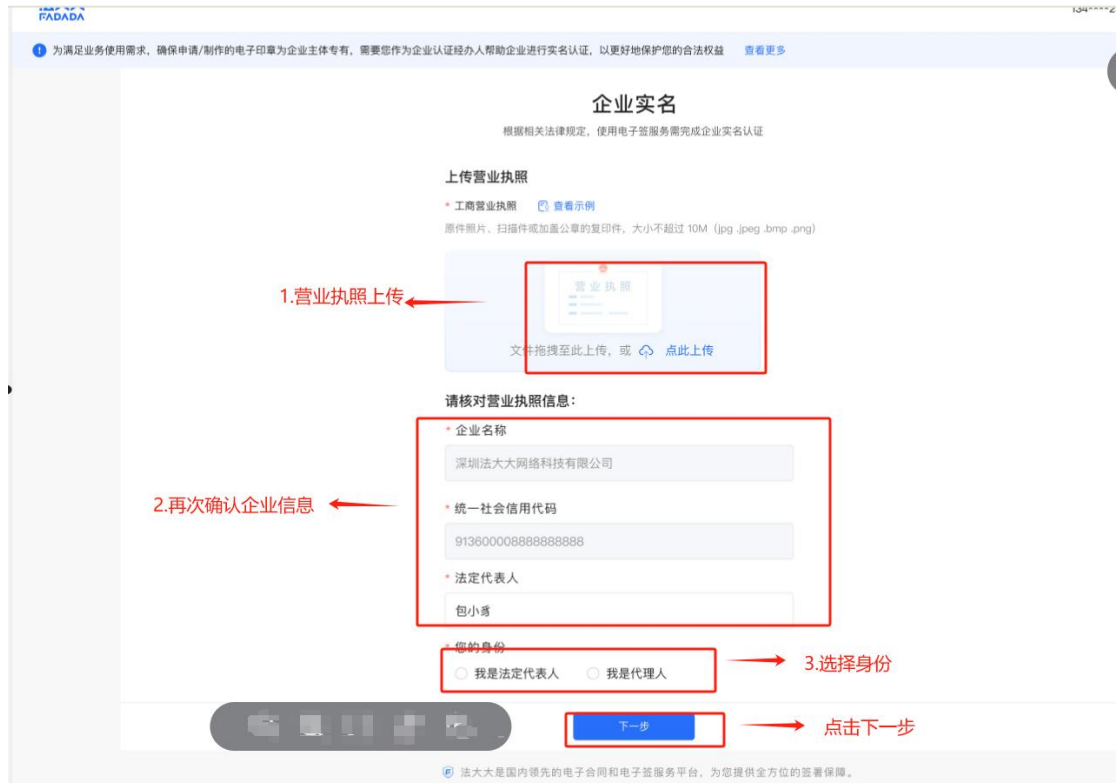 FADADA
为满足业务使用需求，确保申请/制作的电子印章为企业主体专有，需要您作为企业认证经办人帮助企业进行实名认证，以更好地保护您的合法权益 查看更多
企业实名
根据相关法律规定，使用电子签服务需完成企业实名认证
上传营业执照
* 工商营业执照 查看示例
原件照片、扫描件或加盖公章的复印件，大小不超过 10M（jpg .jpeg .bmp .png）
营业执照
1.营业执照上传
文件拖拽至此上传，或 点此上传
请核对营业执照信息：
* 企业名称
深圳法大大网络科技有限公司
2.再次确认企业信息
* 统一社会信用代码
913600008888888888
* 法定代表人
包小
* 您的身份
我是法定代表人 我是代理人
3.选择身份
下一步
点击下一步
法大大是国内领先的电子合同和电子签服务平台，为您提供全方位的签署保障。